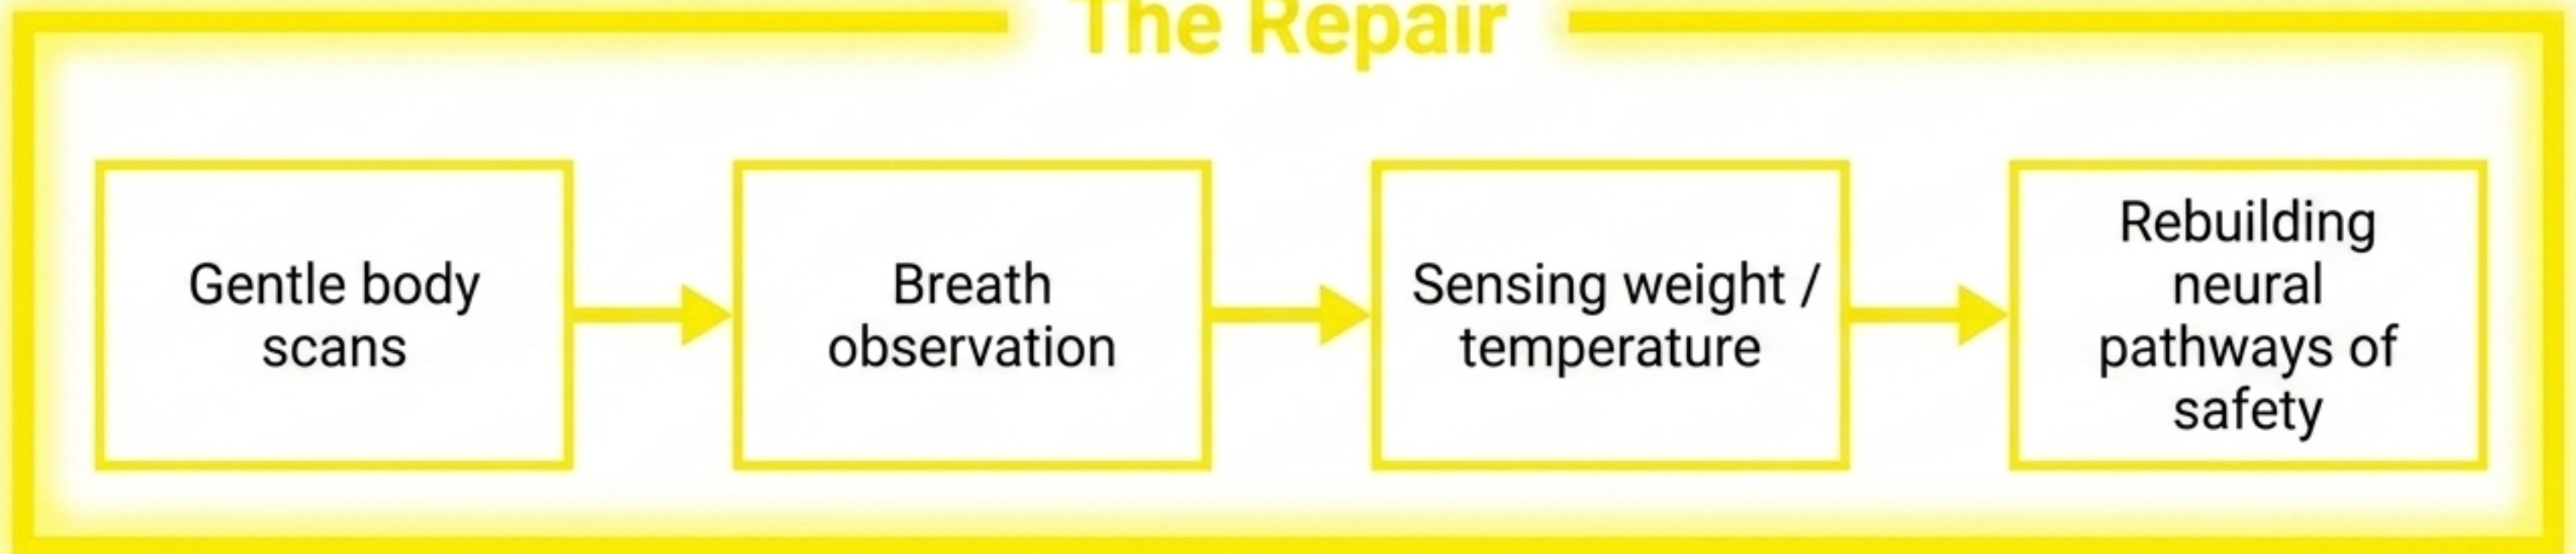 The Repair
Gentle body
scans
Breath
observation
Sensing weight /
temperature
Rebuilding
neural
pathways of
safety